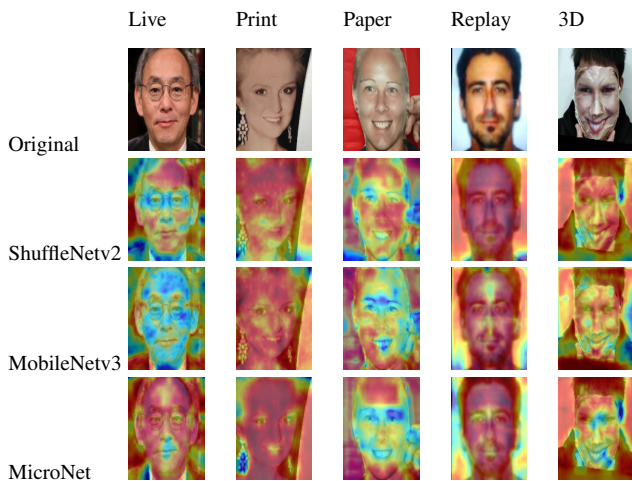 Live Print Paper Replay 3D
Original
ShuffleNetv2
MobileNetv3
MicroNet